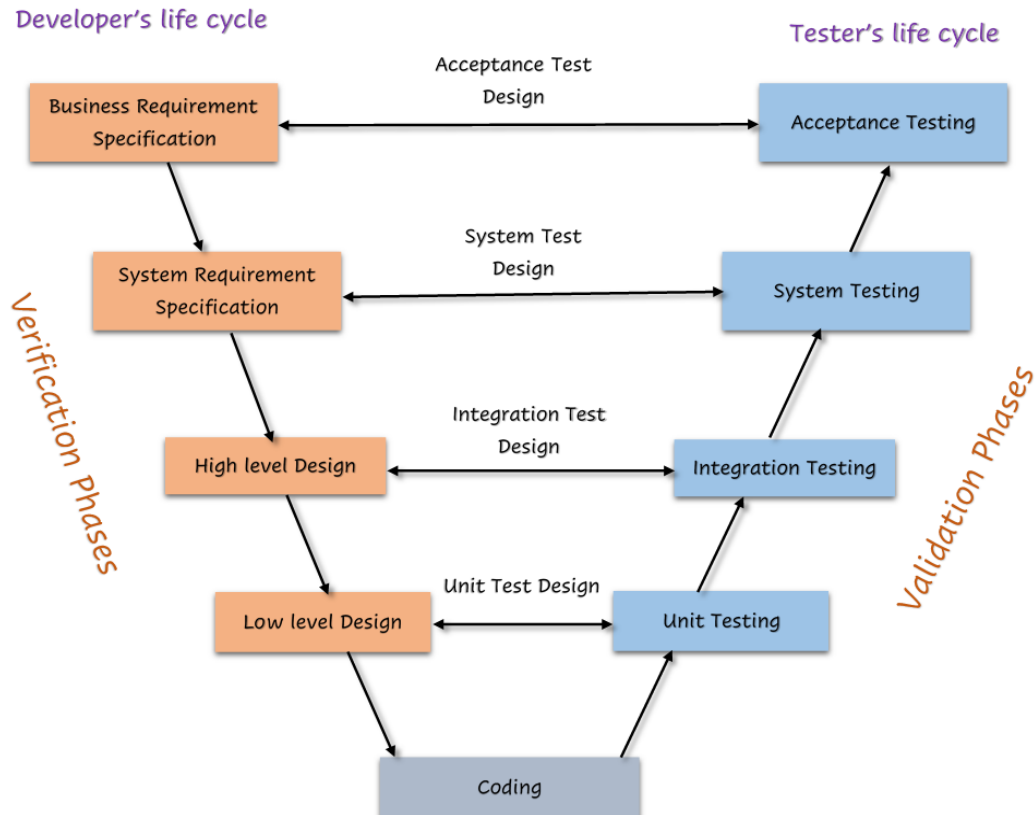 Developer's life cycle
Tester's life cycle
Acceptance Test
Design
Business Requirement
Specification
Acceptance Testing
System Test
Design
System Requirement
Specification
System Testing
Verification Phases
Validation Phases
Integration Test
Design
High level Design
Integration Testing
Unit Test Design
Low level Design
Unit Testing
Coding